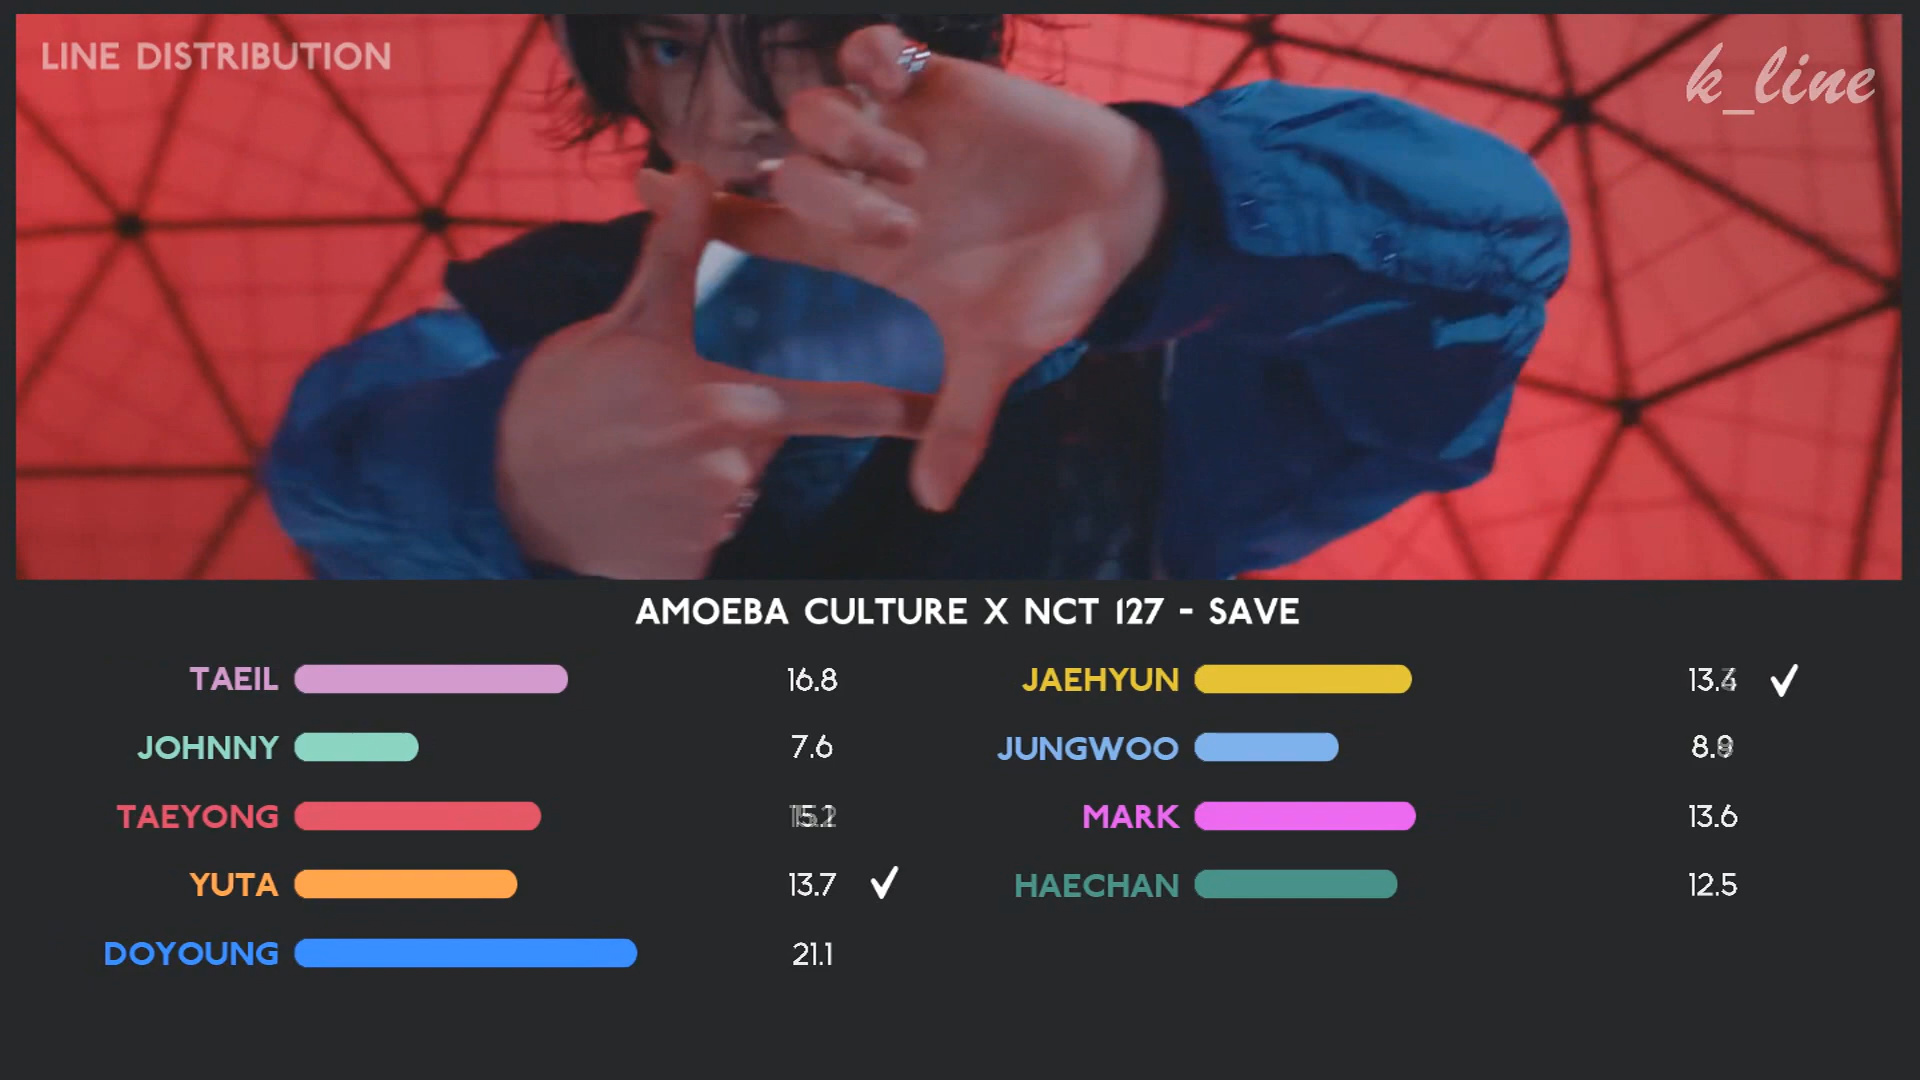 LINE DISTRIBUTION
k_line
AMOEBA CULTURE X NCT 127 - SAVE
TAEIL 16.8
JOHNNY 7.6
TAEYONG
YUTA 13.7 ✓
DOYOUNG 21.1
JAEHYUN ✓
JUNGWOO
MARK 13.6
HAECHAN 12.5